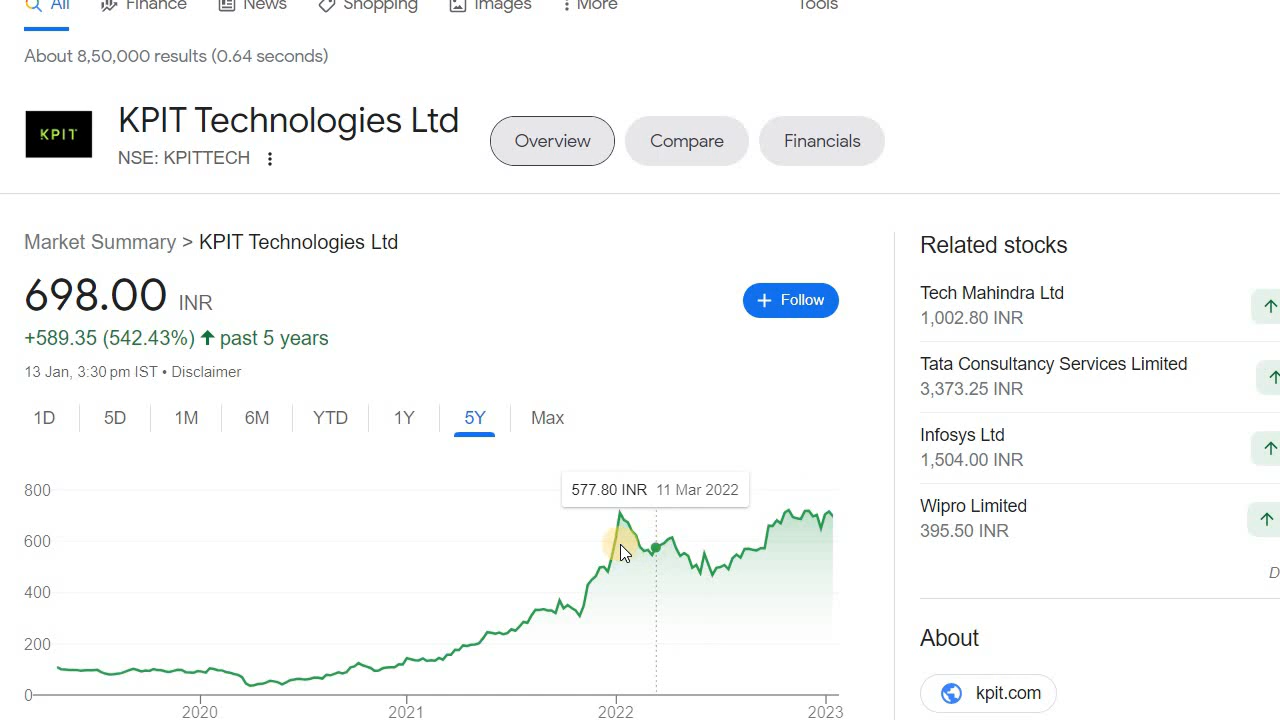 All Finance News Shopping Images More Tools
About 8,50,000 results (0.64 seconds)
KPIT
KPIT Technologies Ltd
NSE: KPITTECH
Overview Compare Financials
Market Summary > KPIT Technologies Ltd
698.00 INR
+ Follow
+589.35 (542.43%) ↑ past 5 years
13 Jan, 3:30 pm IST • Disclaimer
1D 5D 1M 6M YTD 1Y 5Y Max
577.80 INR 11 Mar 2022
800
600
400
200
0
2020 2021 2022 2023
Related stocks
Tech Mahindra Ltd
1,002.80 INR
Tata Consultancy Services Limited
3,373.25 INR
Infosys Ltd
1,504.00 INR
Wipro Limited
395.50 INR
D
About
kpit.com